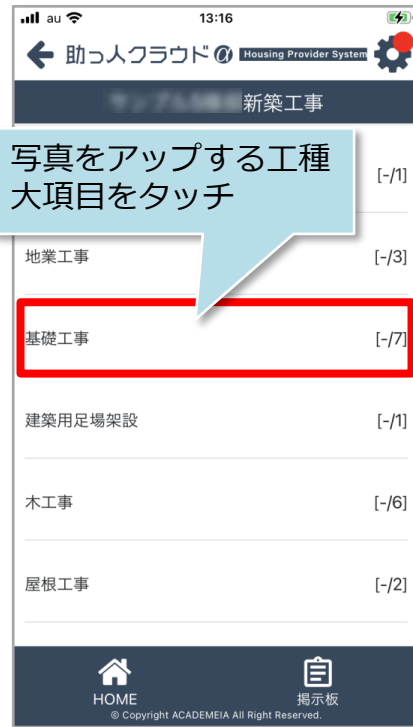 au 13:16
助っ人クラウドα Housing Provider System
新築工事
写真をアップする工種
大項目をタッチ
[-/1]
地業工事 [-/3]
基礎工事 [-/7]
建築用足場架設 [-/1]
木工事 [-/6]
屋根工事 [-/2]
HOME 掲示板
© Copyright ACADEMEIA All Right Reserved.